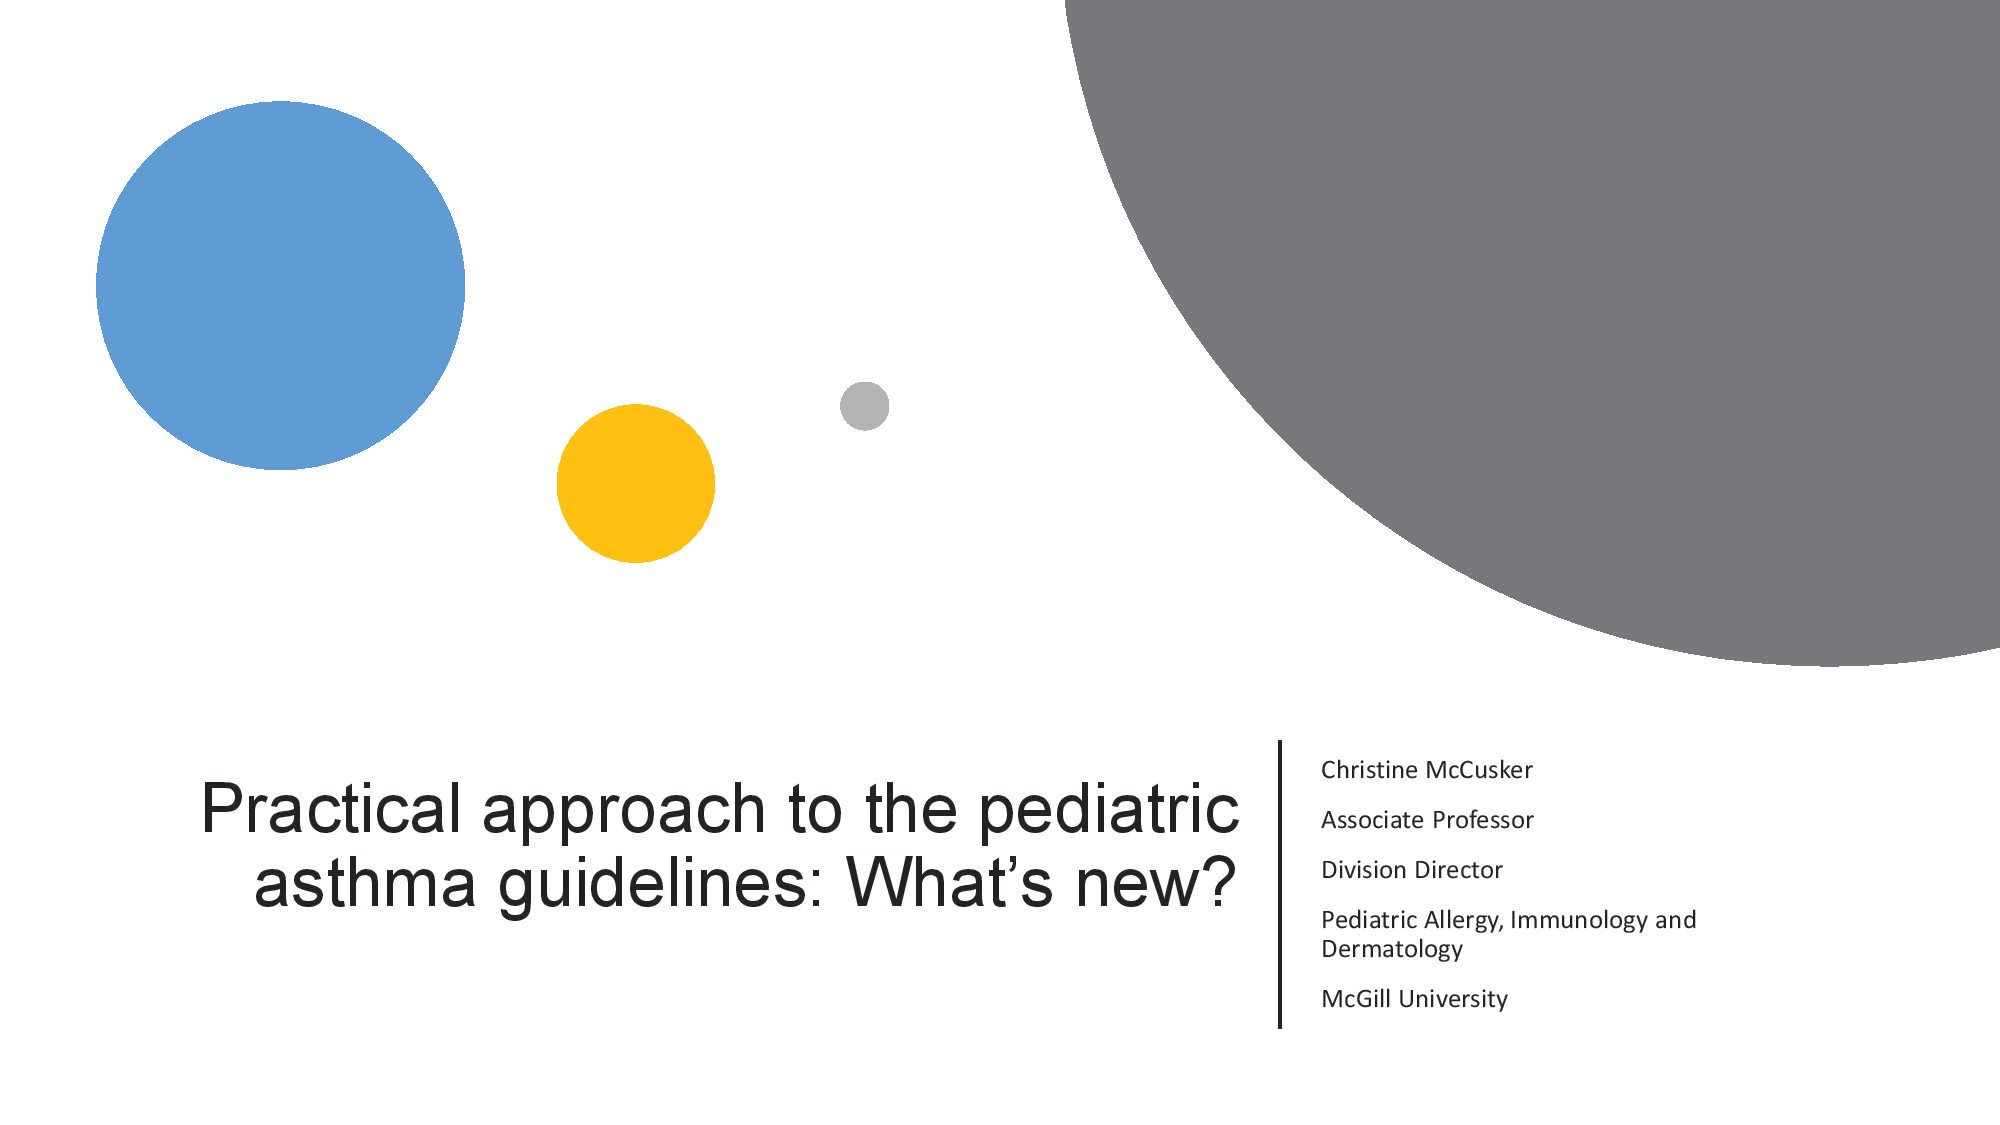 Practical approach to the pediatric
asthma guidelines: What’s new?
Christine McCusker
Associate Professor
Division Director
Pediatric Allergy, Immunology and
Dermatology
McGill University